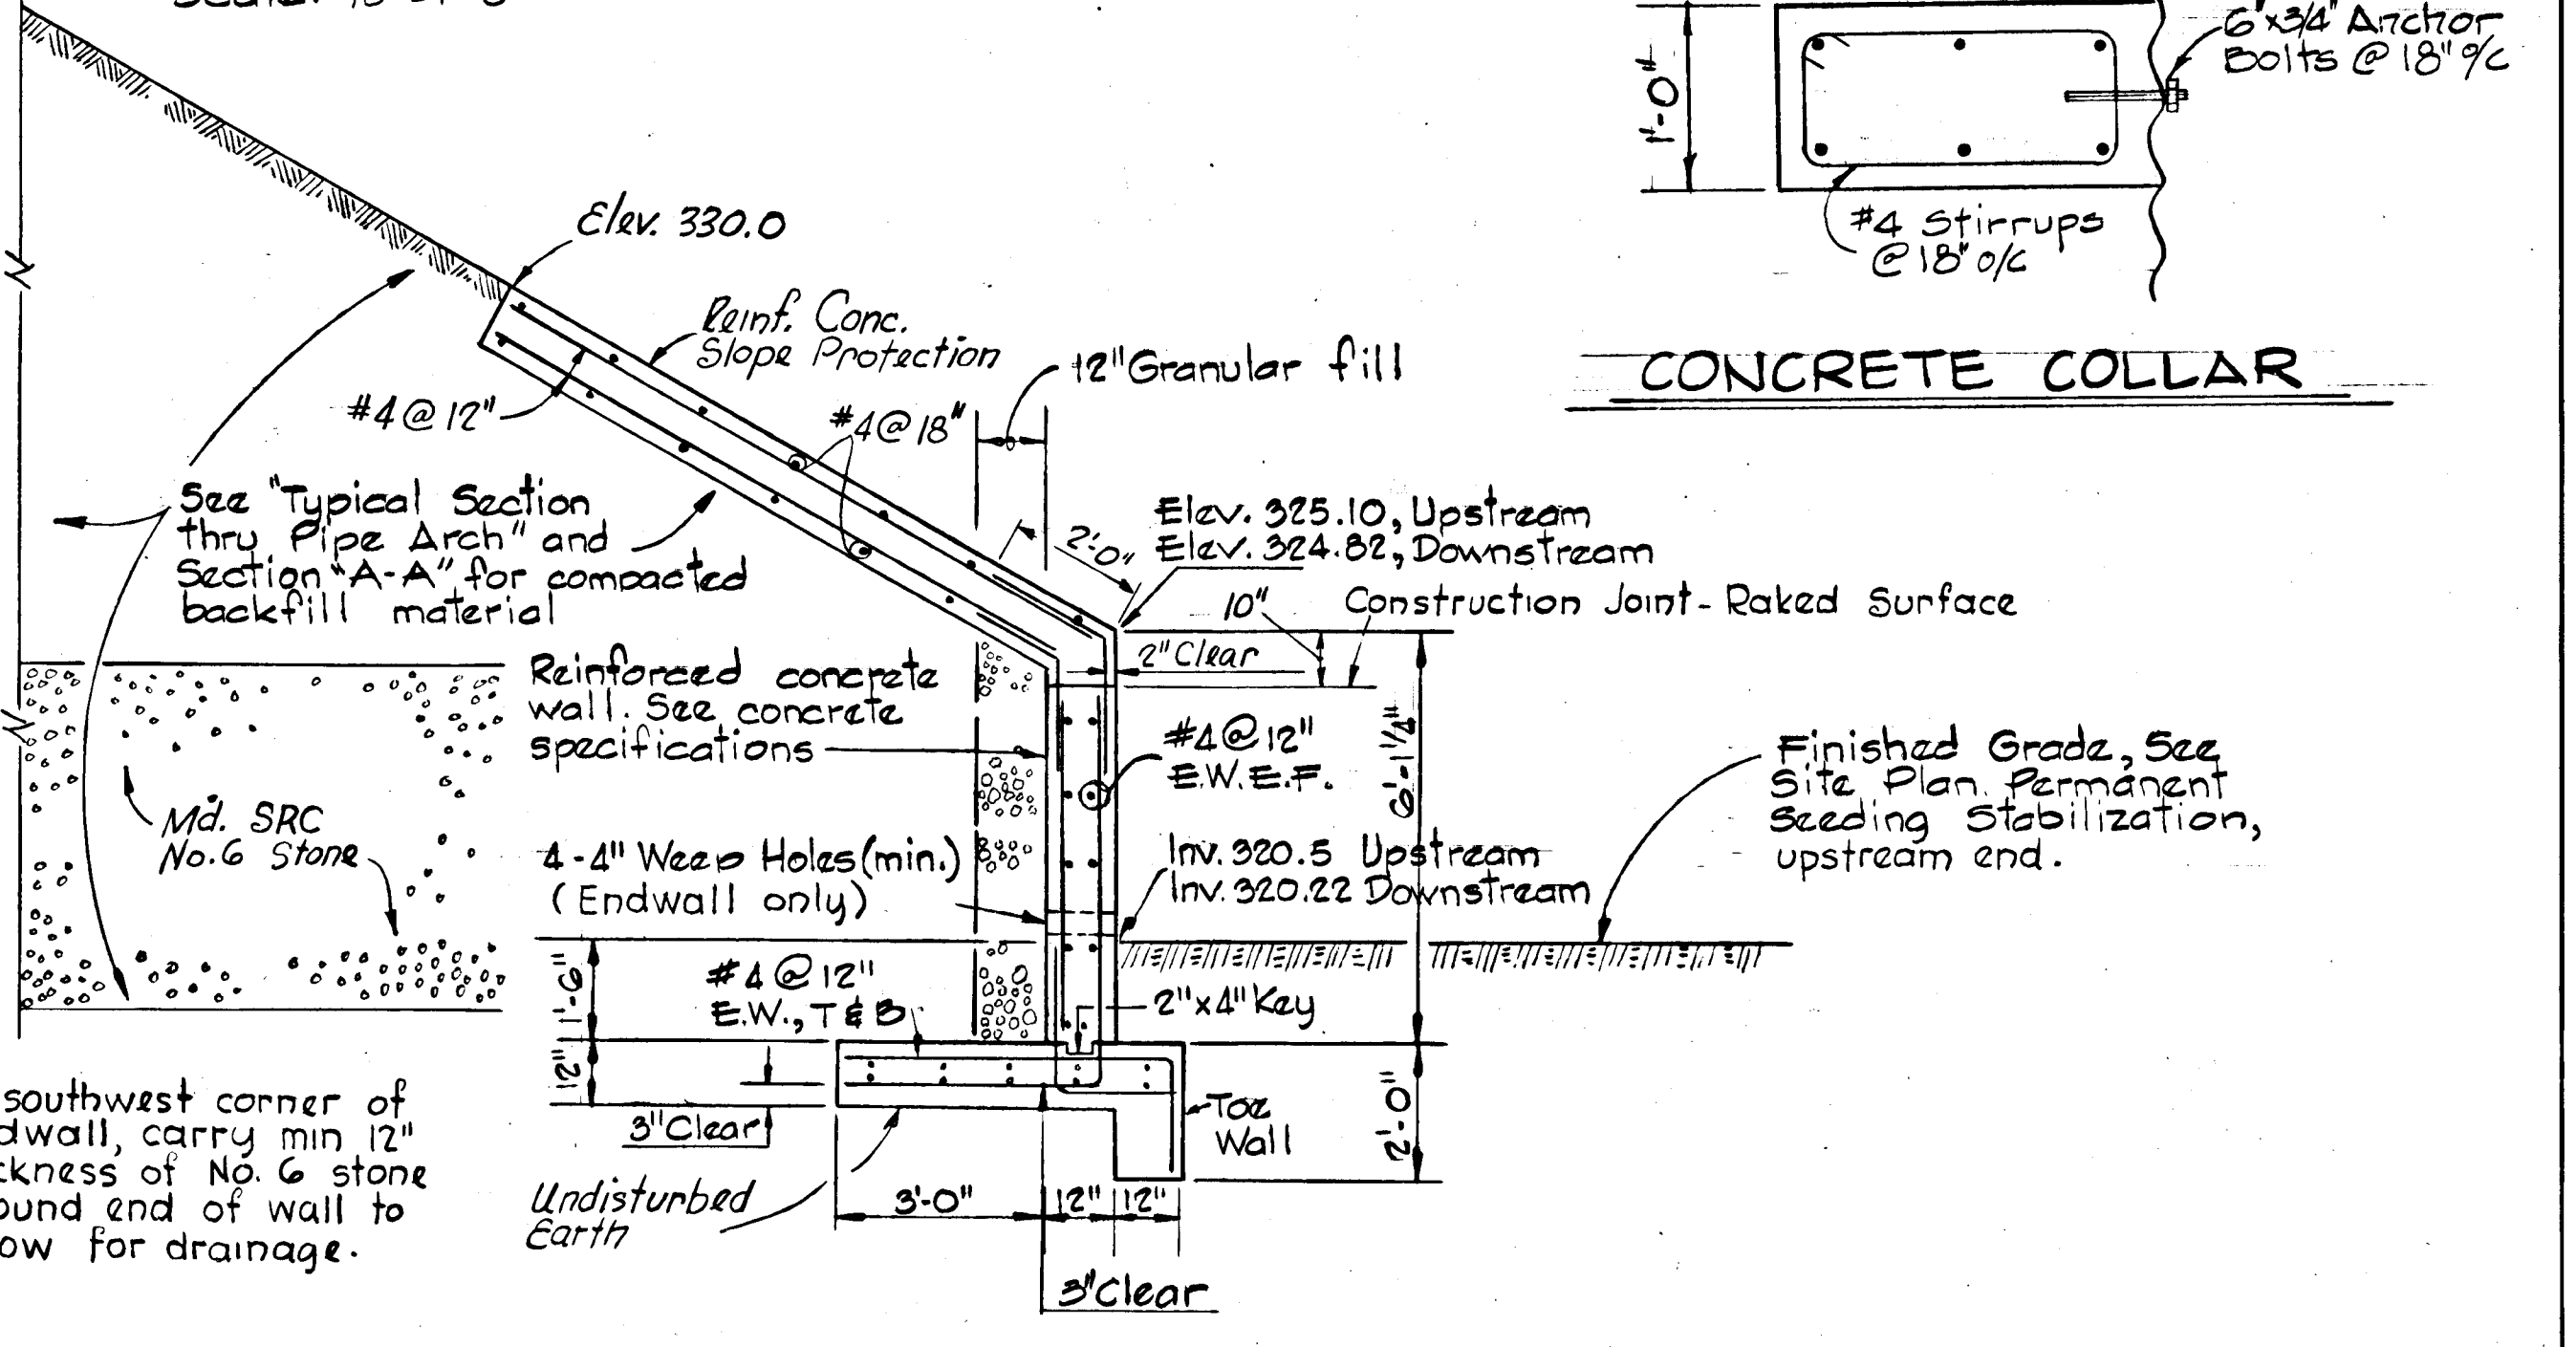 6"x3/4" Anchor
Bolts @ 18" o/c
1'-0"
#4 Stirrups
@ 18" o/c
CONCRETE COLLAR
Elev. 330.0
Reinf. Conc.
Slope Protection
12" Granular fill
#4 @ 12"
#4 @ 18"
See "Typical Section
thru Pipe Arch" and
Section "A-A" for compacted
backfill material
2'-0"
Elev. 325.10, Upstream
Elev. 324.82, Downstream
10"
Construction Joint - Raked Surface
2" Clear
Reinforced concrete
wall. See concrete
specifications
#4 @ 12"
E.W.E.F.
6'-1 1/4"
Finished Grade, See
Site Plan. Permanent
Seeding Stabilization,
upstream end.
Md. SRC
No. 6 Stone
4-4" Weep Holes (min.)
(Endwall only)
Inv. 320.5 Upstream
Inv. 320.22 Downstream
1'-6"
#4 @ 12"
E.W., T & B
2"x4" Key
12"
3" Clear
Toe
Wall
2'-0"
Undisturbed
Earth
3'-0"
12"
12"
3" Clear
southwest corner of
dwall, carry min 12"
ckness of No. 6 stone
ound end of wall to
ow for drainage.